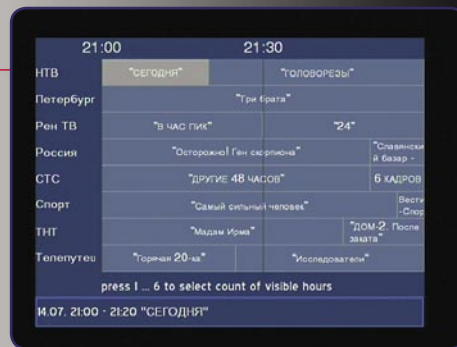 21:00 21:30
НТВ "СЕГОДНЯ" "ГОЛОВОРЕЗЫ"
Петербург "Три брата"
Рен ТВ "В ЧАС ПИК" "24"
Россия "Осторожно! Ген скорпиона" "Славянски
й базар -
СТС "ДРУГИЕ 48 ЧАСОВ" 6 КАДРОВ
Спорт "Самый сильный человек" Вести
-Спор
ТНТ "Мадам Ирма" "ДОМ-2. После
заката"
Телепутеш "Горячая 20-ка" "Исследователи"
press 1 ... 6 to select count of visible hours
14.07. 21:00 - 21:20 "СЕГОДНЯ"